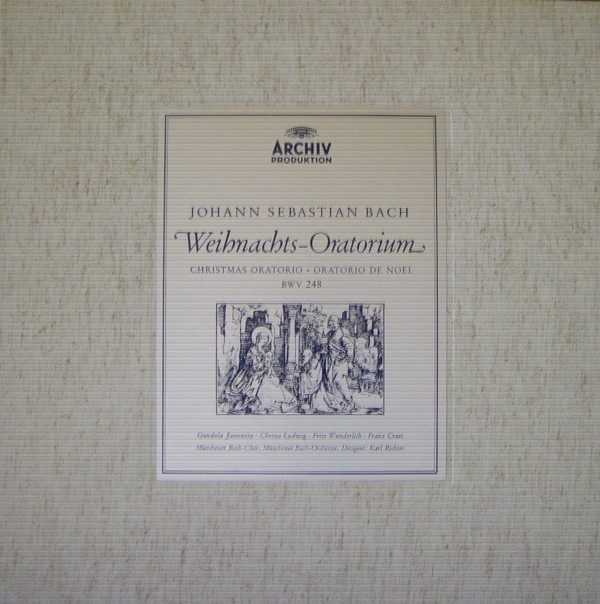 ARCHIV
PRODUKTION
JOHANN SEBASTIAN BACH
Weihnachts-Oratorium
CHRISTMAS ORATORIO • ORATORIO DE NOEL
BWV 248
Gundula Janowitz · Christa Ludwig · Fritz Wunderlich · Franz Crass
Münchener Bach-Chor, Münchener Bach-Orchester, Dirigent: Karl Richter